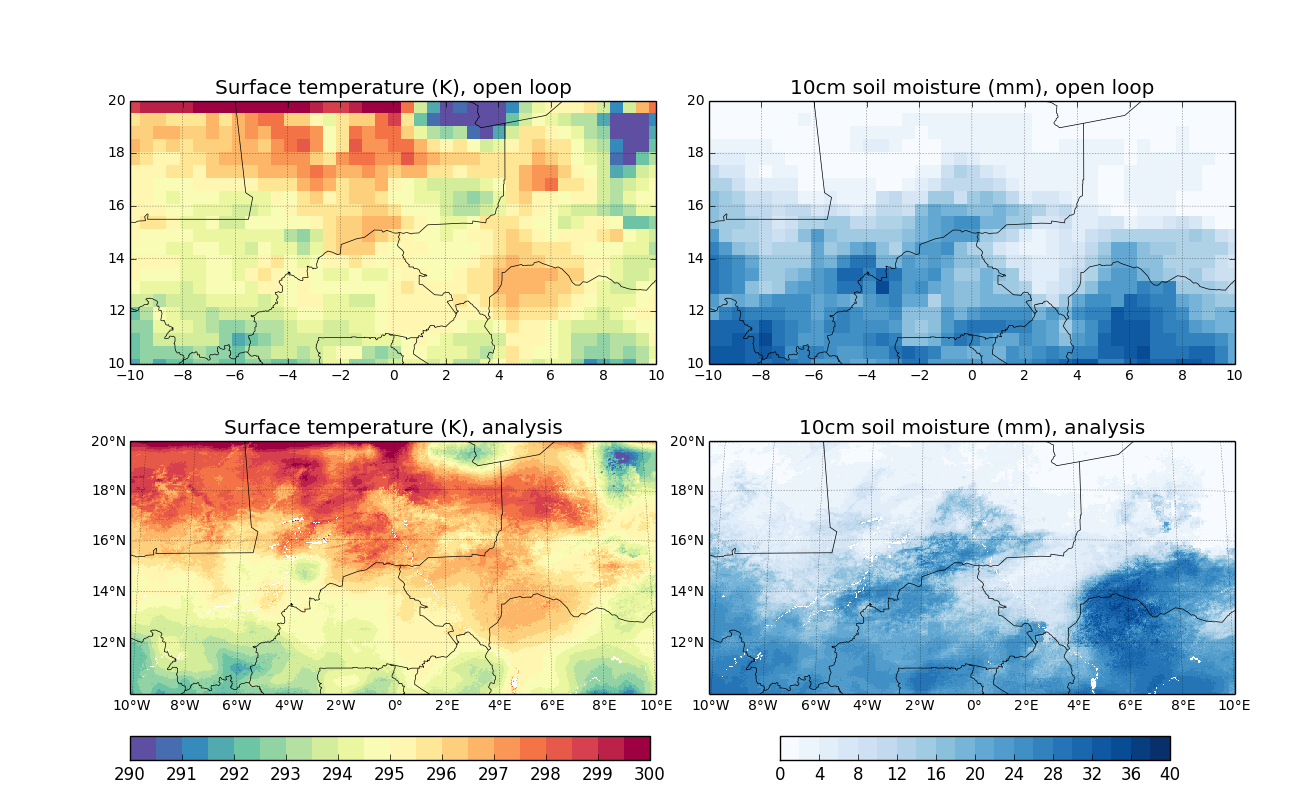 Surface temperature (K), open loop
10cm soil moisture (mm), open loop
20
18
16
14
12
10
−10 −8 −6 −4 −2 0 2 4 6 8 10
20
18
16
14
12
10
−10 −8 −6 −4 −2 0 2 4 6 8 10
Surface temperature (K), analysis
10cm soil moisture (mm), analysis
20°N
18°N
16°N
14°N
12°N
10°W 8°W 6°W 4°W 2°W 0° 2°E 4°E 6°E 8°E 10°E
20°N
18°N
16°N
14°N
12°N
10°W 8°W 6°W 4°W 2°W 0° 2°E 4°E 6°E 8°E 10°E
290 291 292 293 294 295 296 297 298 299 300
0 4 8 12 16 20 24 28 32 36 40